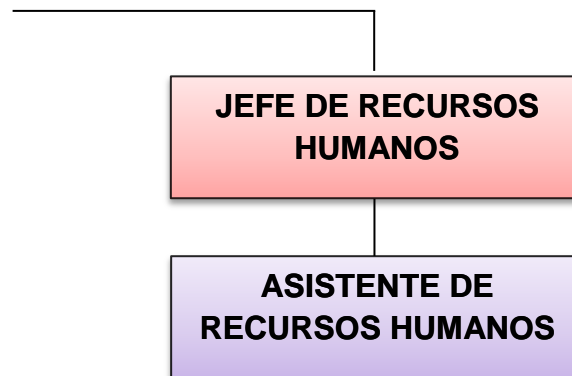 JEFE DE RECURSOS
HUMANOS
ASISTENTE DE
RECURSOS HUMANOS